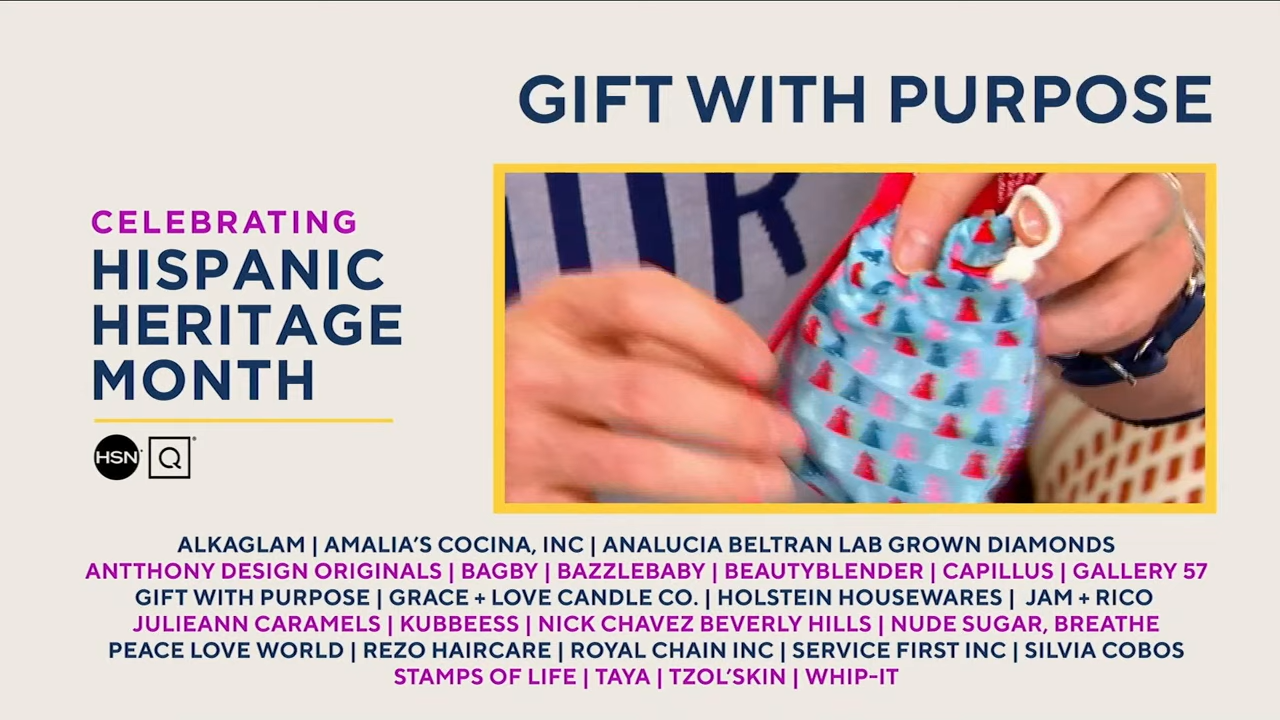 GIFT WITH PURPOSE
CELEBRATING
HISPANIC
HERITAGE
MONTH
HSN
Q
ALKAGLAM | AMALIA'S COCINA, INC | ANALUCIA BELTRAN LAB GROWN DIAMONDS
ANTTHONY DESIGN ORIGINALS | BAGBY | BAZZLEBABY | BEAUTYBLENDER | CAPILLUS | GALLERY 57
GIFT WITH PURPOSE | GRACE + LOVE CANDLE CO. | HOLSTEIN HOUSEWARES | JAM + RICO
JULIEANN CARAMELS | KUBBEESS | NICK CHAVEZ BEVERLY HILLS | NUDE SUGAR, BREATHE
PEACE LOVE WORLD | REZO HAIRCARE | ROYAL CHAIN INC | SERVICE FIRST INC | SILVIA COBOS
STAMPS OF LIFE | TAYA | TZOL'SKIN | WHIP-IT